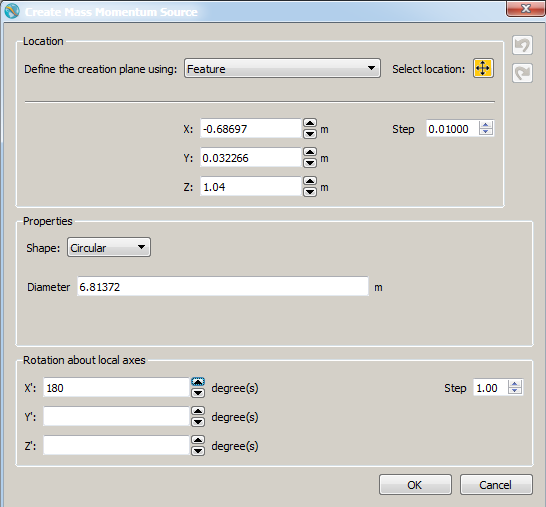 Create Mass Momentum Source
Location
Define the creation plane using: Feature Select location:
X: -0.68697 m Step 0.01000
Y: 0.032266 m
Z: 1.04 m
Properties
Shape: Circular
Diameter 6.81372 m
Rotation about local axes
X': 180 degree(s) Step 1.00
Y': degree(s)
Z': degree(s)
OK Cancel